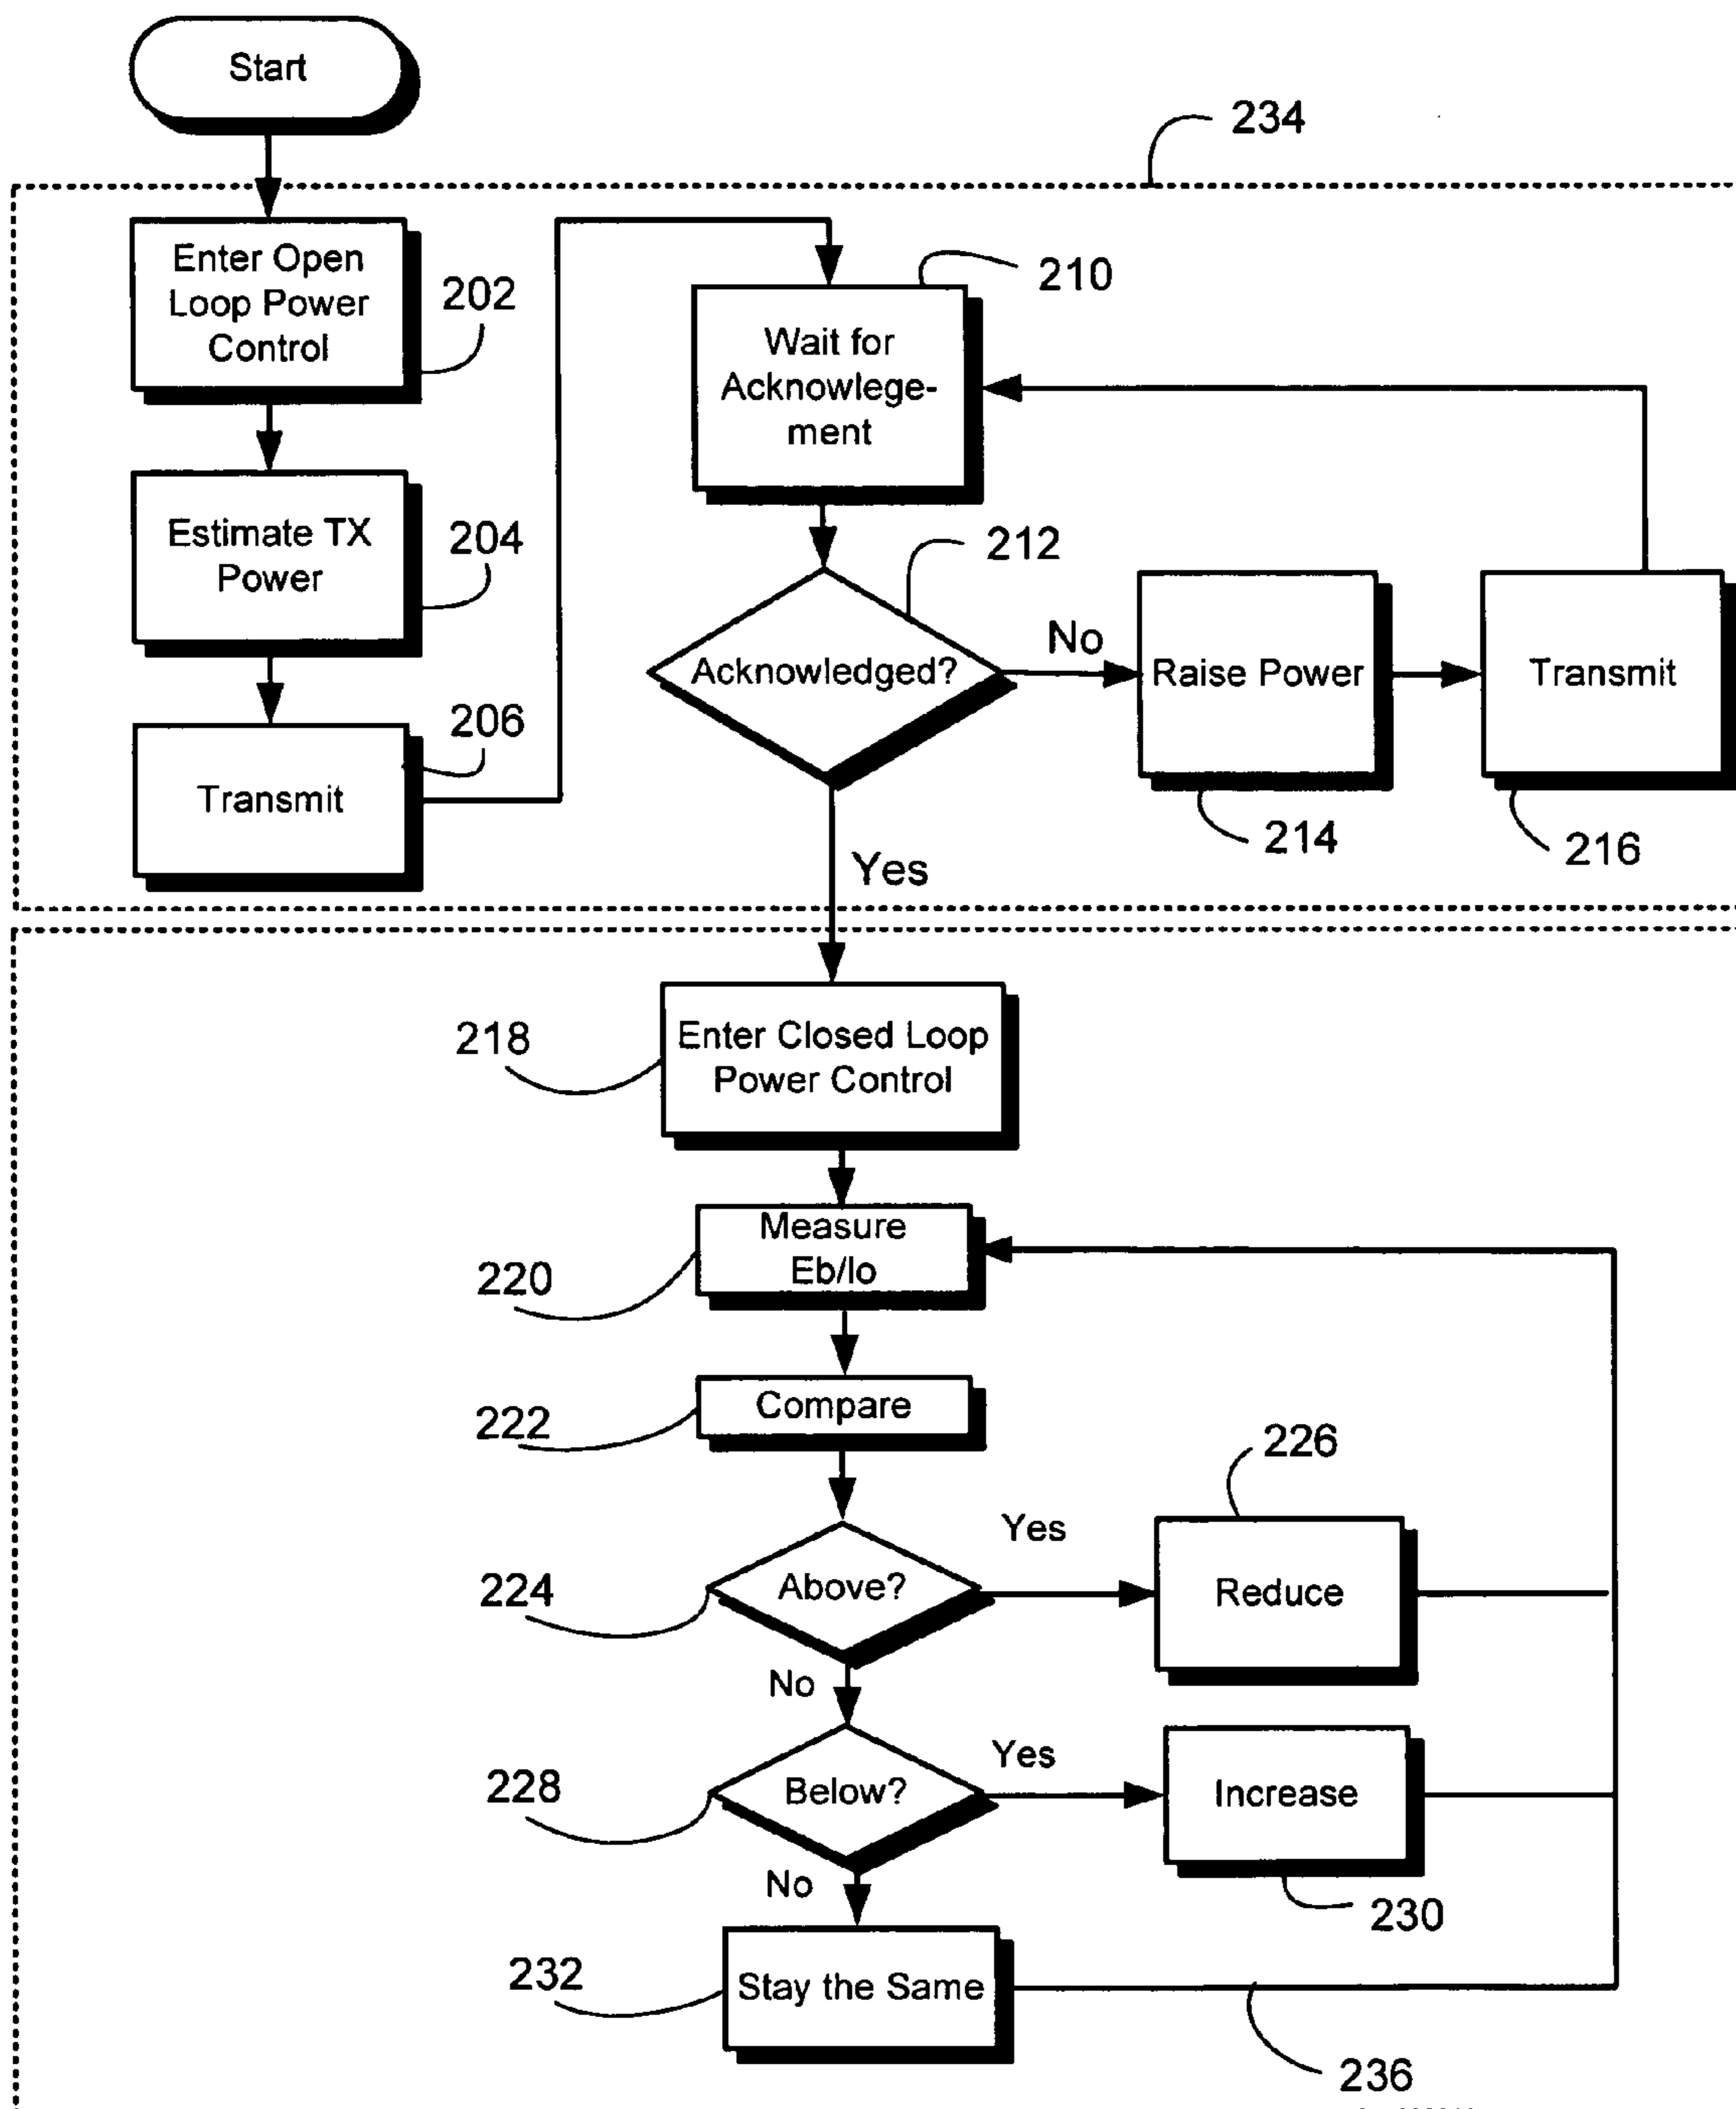 Start
234
Enter Open
Loop Power
Control
202
Estimate TX
Power
204
Transmit
206
210
Wait for
Acknowlege-
ment
212
Acknowledged?
No
Raise Power
214
Transmit
216
Yes
218
Enter Closed Loop
Power Control
Measure
Eb/Io
220
Compare
222
Above?
224
Yes
226
Reduce
No
Below?
228
Yes
Increase
230
No
Stay the Same
232
236